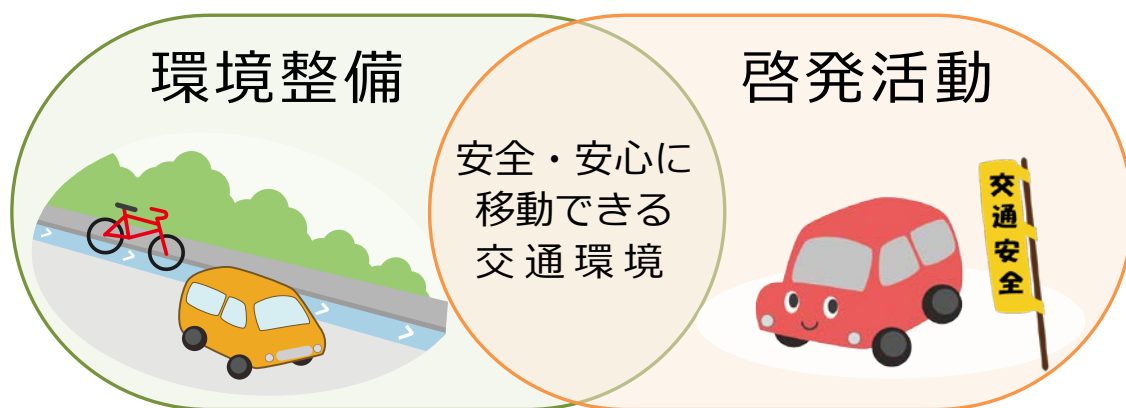 環境整備
啓発活動
安全・安心に
移動できる
交通環境
交通安全